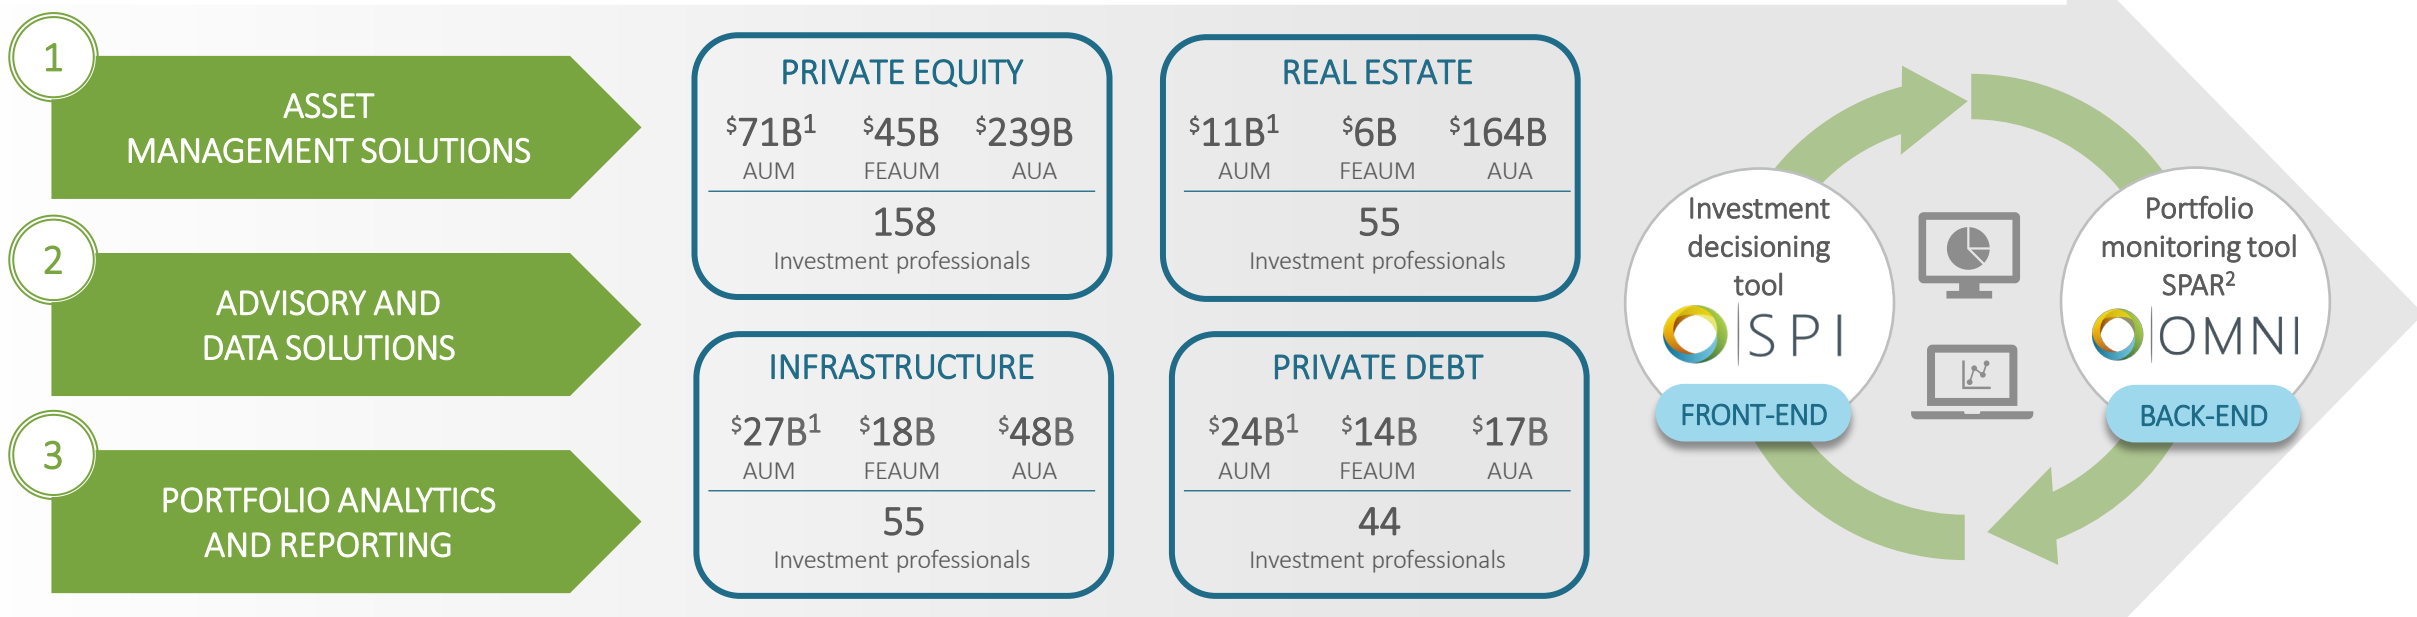 1
ASSET
MANAGEMENT SOLUTIONS
2
ADVISORY AND
DATA SOLUTIONS
3
PORTFOLIO ANALYTICS
AND REPORTING
PRIVATE EQUITY
$71B¹ $45B $239B
AUM FEAUM AUA
158
Investment professionals
REAL ESTATE
$11B¹ $6B $164B
AUM FEAUM AUA
55
Investment professionals
INFRASTRUCTURE
$27B¹ $18B $48B
AUM FEAUM AUA
55
Investment professionals
PRIVATE DEBT
$24B¹ $14B $17B
AUM FEAUM AUA
44
Investment professionals
Investment
decisioning
tool
SPI
FRONT-END
Portfolio
monitoring tool
SPAR²
OMNI
BACK-END